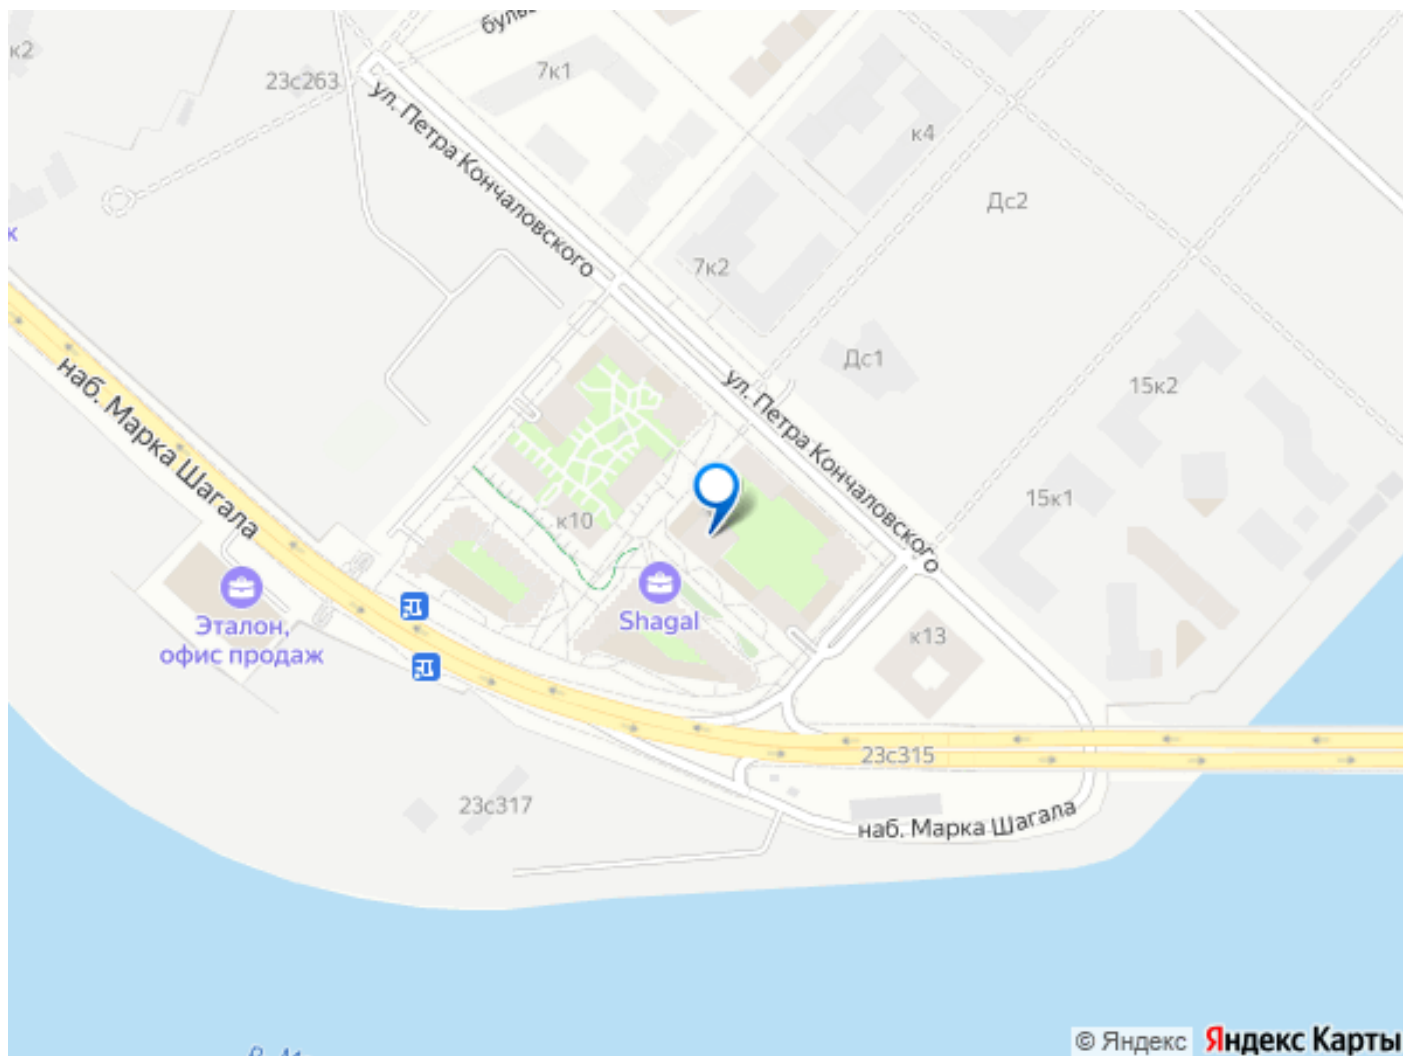 к2
23с263
7к1
ул. Петра Кончаловского
к4
Дс2
7к2
Дс1
ул. Петра Кончаловского
15к2
15к1
наб. Марка Шагала
к10
Shagal
Эталон,
офис продаж
к13
23с315
23с317
наб. Марка Шагала
© Яндекс Яндекс Карты